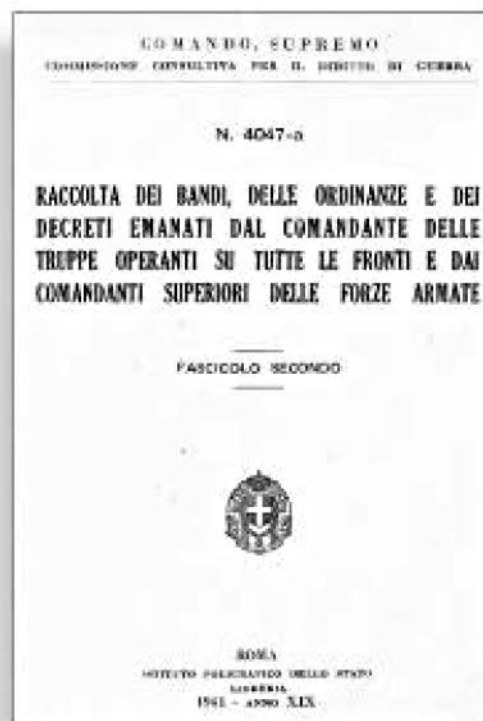 COMANDO SUPREMO
COMMISSIONE CONSULTIVA PER IL DIRITTO DI GUERRA
N. 4047-a
RACCOLTA DEI BANDI, DELLE ORDINANZE E DEI
DECRETI EMANATI DAL COMANDANTE DELLE
TRUPPE OPERANTI SU TUTTE LE FRONTI E DAI
COMANDANTI SUPERIORI DELLE FORZE ARMATE
FASCICOLO SECONDO
ROMA
ISTITUTO POLIGRAFICO DELLO STATO
LIBRERIA
1941 - ANNO XIX